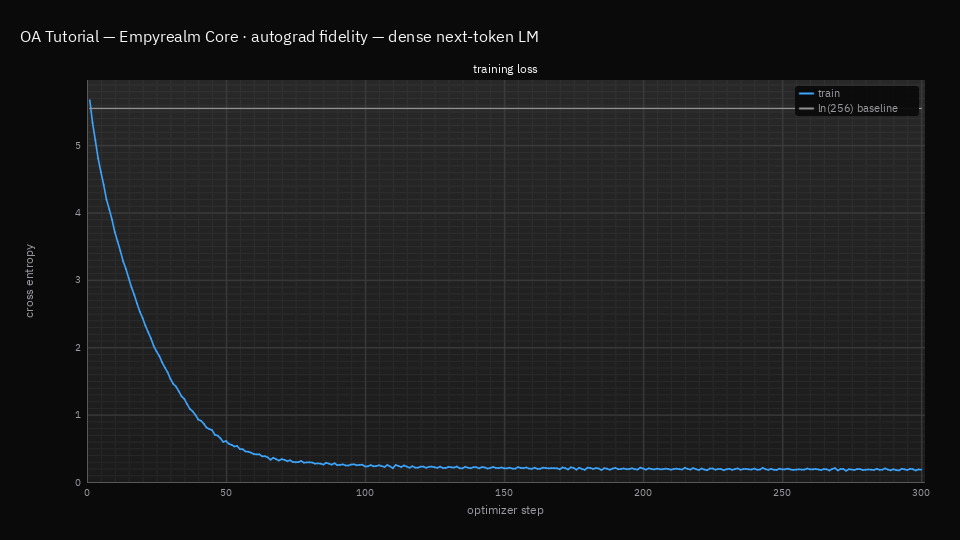 OA Tutorial — Empyrealm Core · autograd fidelity — dense next-token LM
training loss
train
ln(256) baseline
5
4
3
2
1
0
cross entropy
0 50 100 150 200 250 300
optimizer step